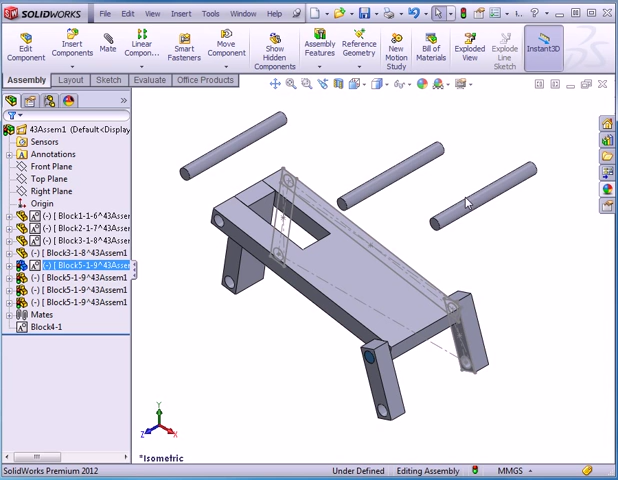 SOLIDWORKS File Edit View Insert Tools Window Help
Edit Component
Insert Components
Mate
Linear Compon...
Smart Fasteners
Move Component
Show Hidden Components
Assembly Features
Reference Geometry
New Motion Study
Bill of Materials
Exploded View
Explode Line Sketch
Instant3D
Assembly Layout Sketch Evaluate Office Products
43Assem1 (Default<Display
Sensors
Annotations
Front Plane
Top Plane
Right Plane
Origin
(-) [ Block1-1-6^43Assem
(-) [ Block2-1-7^43Assem
(-) [ Block3-1-8^43Assem
(-) [ Block3-1-8^43Assem1
(-) [ Block5-1-9^43Assem
(-) [ Block5-1-9^43Assem1
(-) [ Block5-1-9^43Assem1
(-) [ Block5-1-9^43Assem1
Mates
Block4-1
Y
Z X
*Isometric
SolidWorks Premium 2012 Under Defined Editing Assembly MMGS